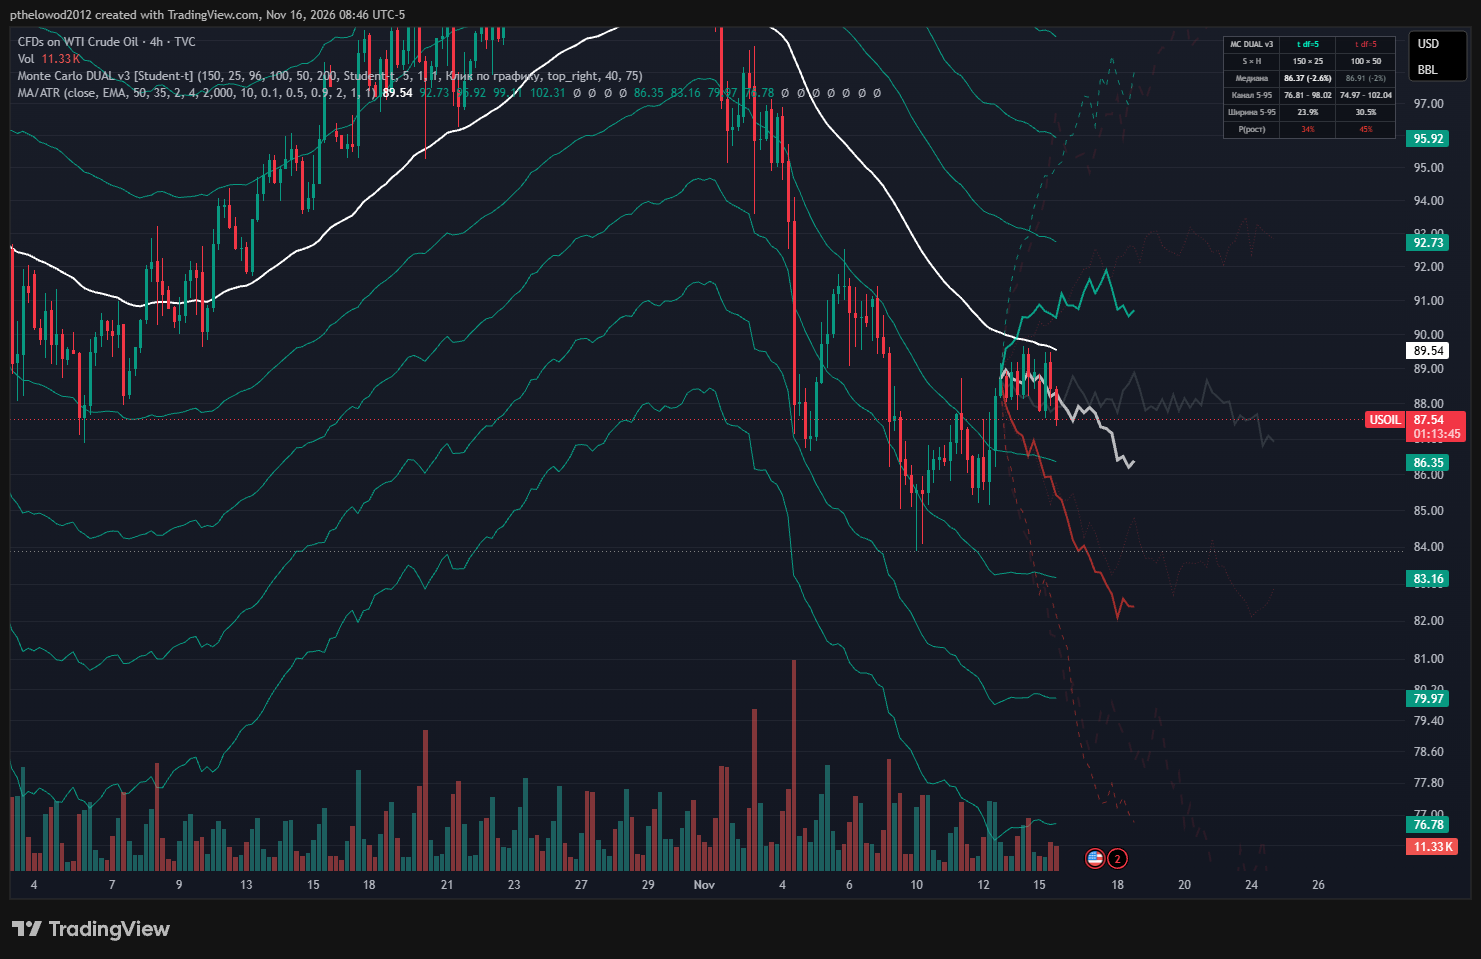 pthelowod2012 created with TradingView.com, Nov 16, 2026 08:46 UTC-5
CFDs on WTI Crude Oil · 4h · TVC
Vol 11.33 K
Monte Carlo DUAL v3 [Student-t] (150, 25, 96, 100, 50, 200, Student-t, 5, 1, 1, Клик по графику, top_right, 40, 75)
MA/ATR (close, EMA, 50, 35, 2, 4, 2,000, 10, 0.1, 0.5, 0.9, 2, 1, 1) 89.54 92.73 95.92 99.11 102.31 Ø Ø Ø Ø 86.35 83.16 79.97 76.78 Ø Ø Ø Ø Ø Ø Ø
MC DUAL v3 t df=5 t df=5
S × H 150 × 25 100 × 50
Медиана 86.37 (-2.6%) 86.91 (-2%)
Канал 5-95 76.81 - 98.02 74.97 - 102.04
Ширина 5-95 23.9% 30.5%
P(рост) 34% 45%
USD
BBL
97.00
95.92
95.00
94.00
93.00
92.73
92.00
91.00
90.00
89.54
89.00
88.00
USOIL 87.54
01:13:45
86.35
86.00
85.00
84.00
83.16
82.00
81.00
80.20
79.97
79.40
78.60
77.80
77.00
76.78
11.33 K
2
4 7 9 13 15 18 21 23 27 29 Nov 4 6 10 12 15 18 20 24 26
TradingView